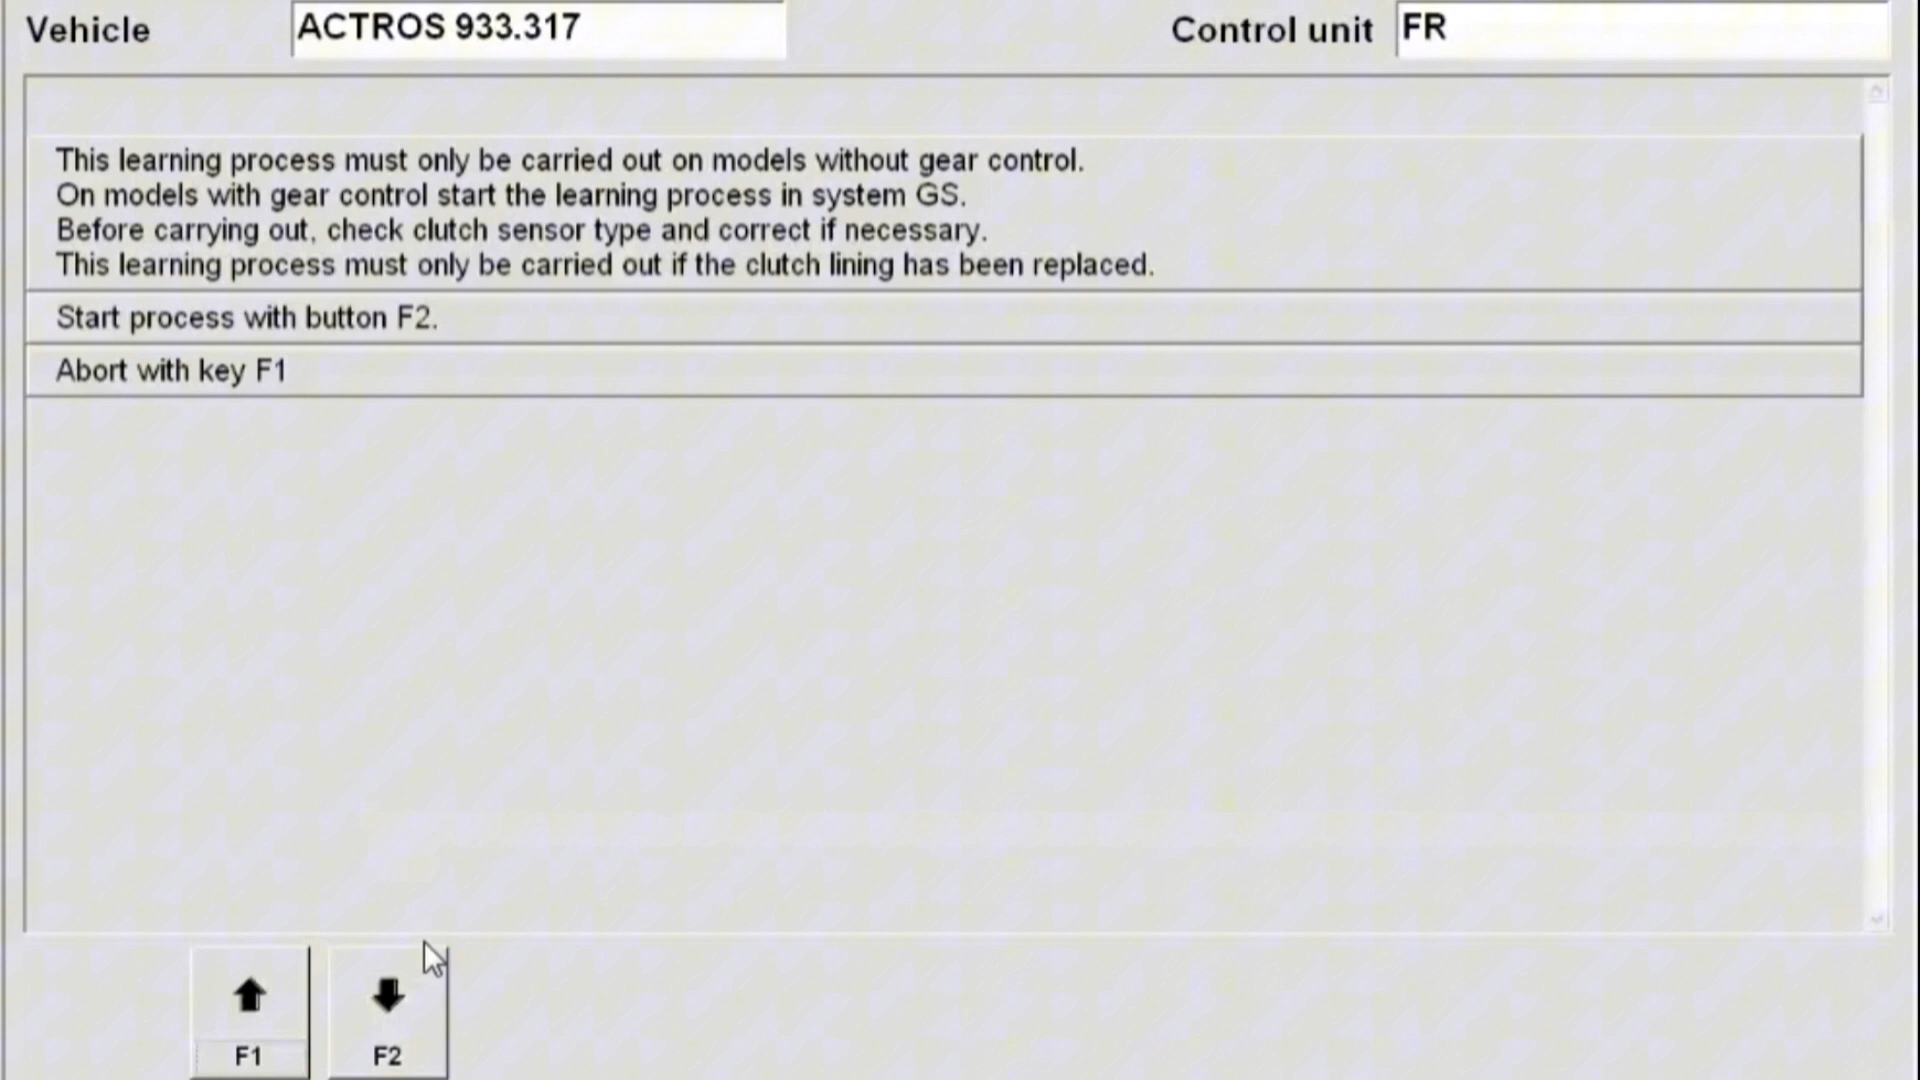 Vehicle ACTROS 933.317 Control unit FR
This learning process must only be carried out on models without gear control.
On models with gear control start the learning process in system GS.
Before carrying out, check clutch sensor type and correct if necessary.
This learning process must only be carried out if the clutch lining has been replaced.
Start process with button F2.
Abort with key F1
F1 F2